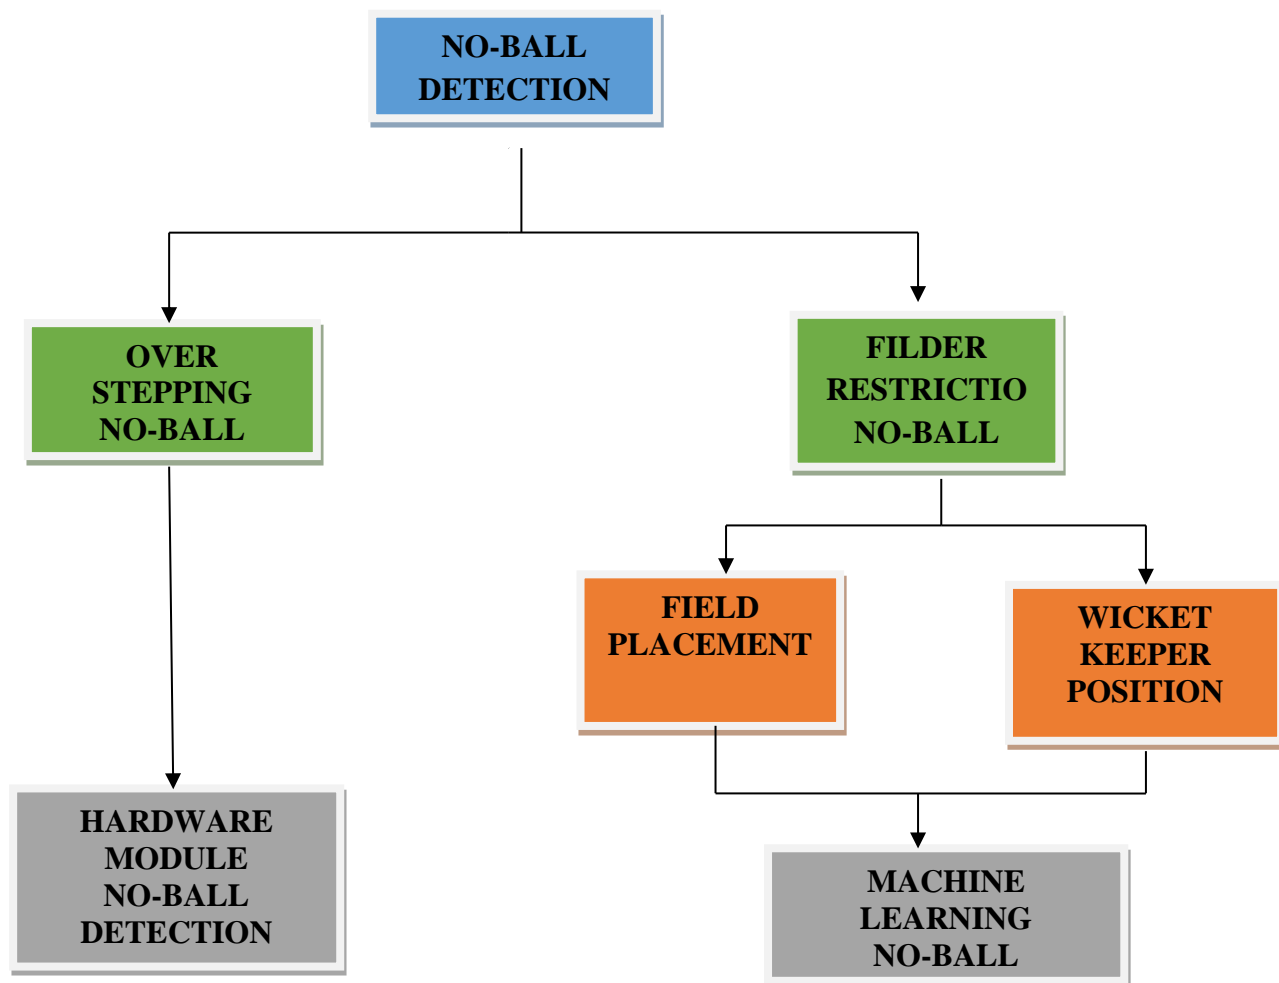 NO-BALL
DETECTION
OVER
STEPPING
NO-BALL
FILDER
RESTRICTIO
NO-BALL
FIELD
PLACEMENT
WICKET
KEEPER
POSITION
HARDWARE
MODULE
NO-BALL
DETECTION
MACHINE
LEARNING
NO-BALL